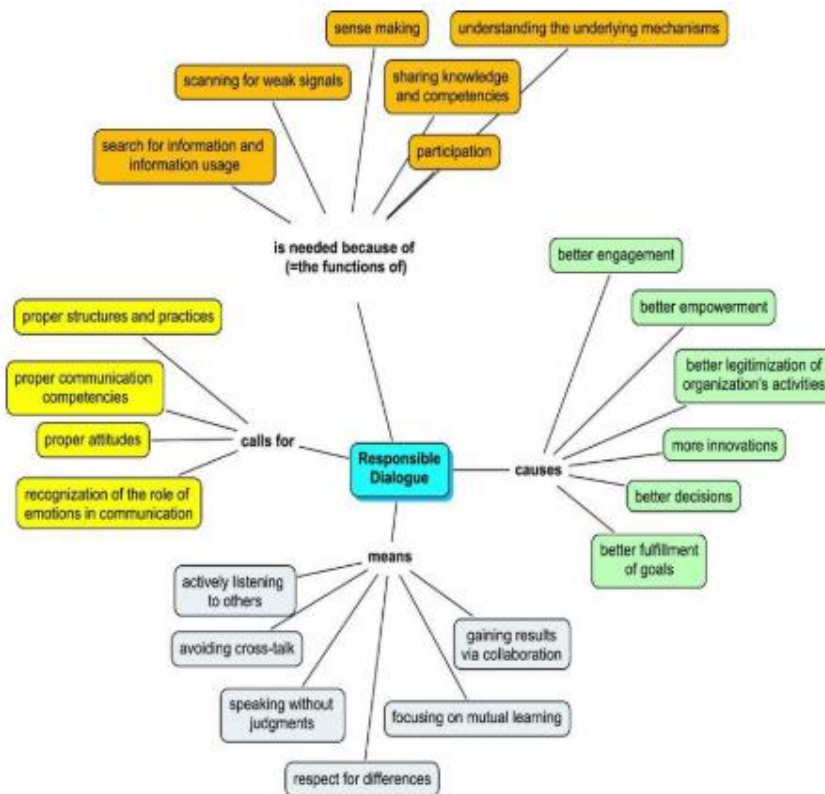 sense making
understanding the underlying mechanisms
scanning for weak signals
sharing knowledge
and competencies
search for information and
information usage
participation
is needed because of
(=the functions of)
better engagement
proper structures and practices
better empowerment
proper communication
competencies
better legitimization of
organization's activities
proper attitudes
calls for
Responsible
Dialogue
causes
more innovations
recognization of the role of
emotions in communication
better decisions
means
better fulfillment
of goals
actively listening
to others
avoiding cross-talk
gaining results
via collaboration
speaking without
judgments
focusing on mutual learning
respect for differences